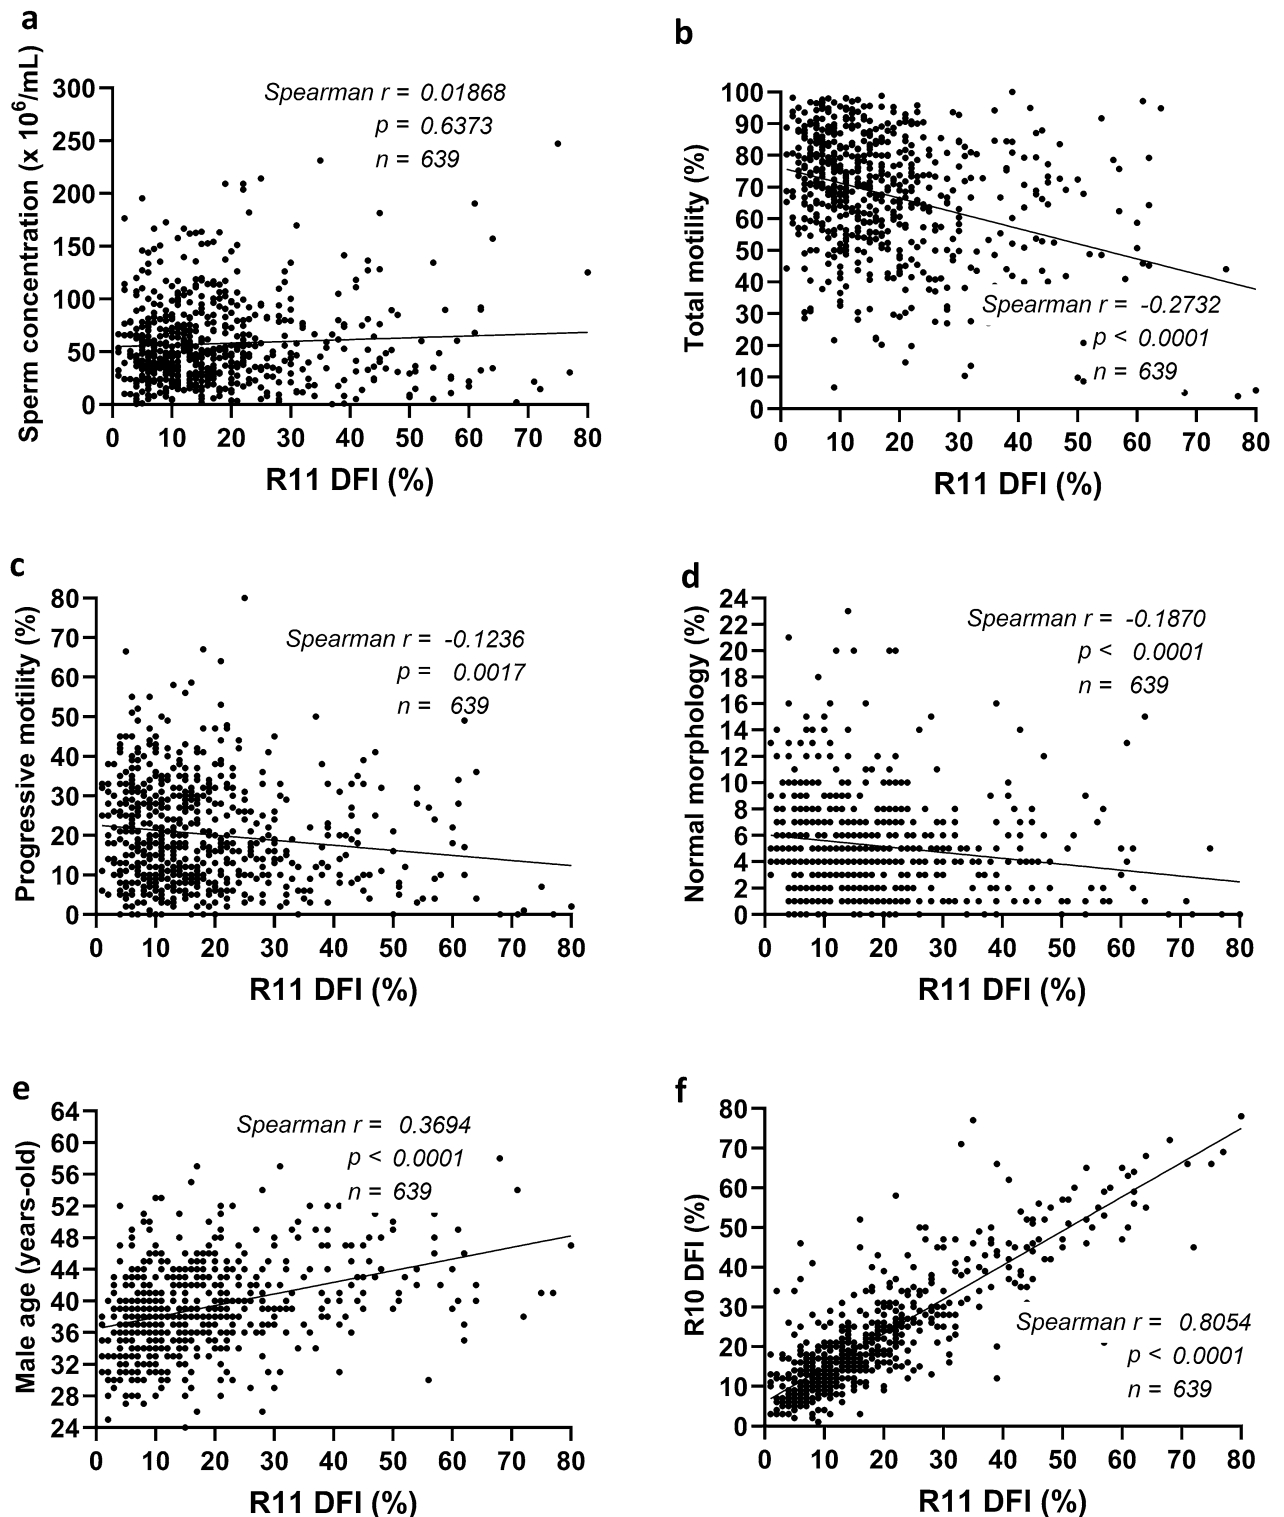 a
Sperm concentration (x 10⁶/mL)
300
250
200
150
100
50
0
Spearman r = 0.01868
p = 0.6373
n = 639
0 10 20 30 40 50 60 70 80
R11 DFI (%)
b
Total motility (%)
100
90
80
70
60
50
40
30
20
10
0
Spearman r = -0.2732
p < 0.0001
n = 639
0 10 20 30 40 50 60 70 80
R11 DFI (%)
c
Progressive motility (%)
80
70
60
50
40
30
20
10
0
Spearman r = -0.1236
p = 0.0017
n = 639
0 10 20 30 40 50 60 70 80
R11 DFI (%)
d
Normal morphology (%)
24
22
20
18
16
14
12
10
8
6
4
2
0
Spearman r = -0.1870
p < 0.0001
n = 639
0 10 20 30 40 50 60 70 80
R11 DFI (%)
e
Male age (years-old)
64
60
56
52
48
44
40
36
32
28
24
Spearman r = 0.3694
p < 0.0001
n = 639
0 10 20 30 40 50 60 70 80
R11 DFI (%)
f
R10 DFI (%)
80
70
60
50
40
30
20
10
0
Spearman r = 0.8054
p < 0.0001
n = 639
0 10 20 30 40 50 60 70 80
R11 DFI (%)